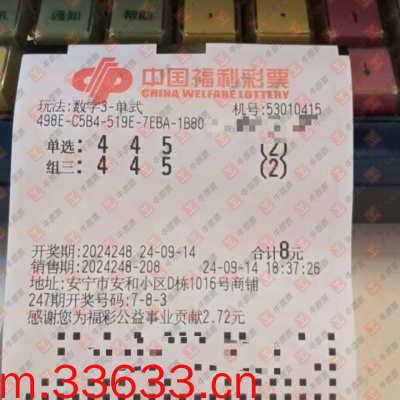 中国福利彩票
CHINA WELFARE LOTTERY
玩法:数字3-单式 机号:53010415
498E-C5B4-519E-7EBA-1B80
单选: 4 4 5 (2)
组三: 4 4 5 (2)
开奖期:2024248 24-09-14 合计8元
销售期:2024248-208 24-09-14 18:37:26
地址:安宁市安和小区D栋1016号商铺
247期开奖号码:7-8-3
感谢您为福彩公益事业贡献2.72元
m.33633.cn